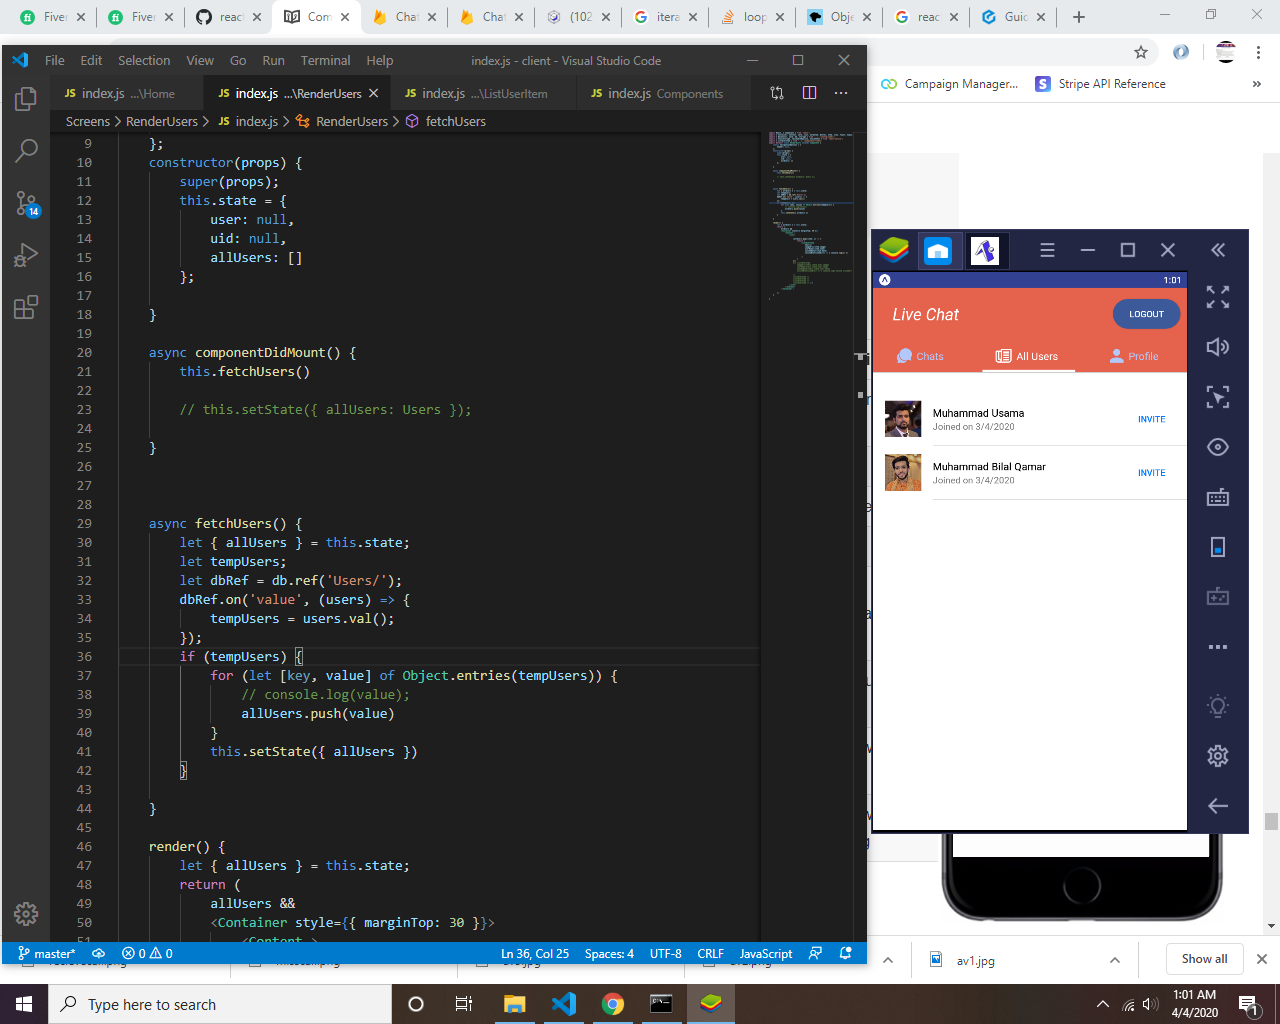 Fiver
Fiver
reac
Com
Chat
Chat
(102
itera
loop
Obje
reac
Guid
Campaign Manager...
Stripe API Reference
»
File Edit Selection View Go Run Terminal Help
index.js - client - Visual Studio Code
JS index.js ...\Home
JS index.js ...\RenderUsers
JS index.js ...\ListUserItem
JS index.js Components
Screens > RenderUsers > JS index.js > RenderUsers > fetchUsers
14
9 };
10 constructor(props) {
11 super(props);
12 this.state = {
13 user: null,
14 uid: null,
15 allUsers: []
16 };
17
18 }
19
20 async componentDidMount() {
21 this.fetchUsers()
22
23 // this.setState({ allUsers: Users });
24
25 }
26
27
28
29 async fetchUsers() {
30 let { allUsers } = this.state;
31 let tempUsers;
32 let dbRef = db.ref('Users/');
33 dbRef.on('value', (users) => {
34 tempUsers = users.val();
35 });
36 if (tempUsers) {
37 for (let [key, value] of Object.entries(tempUsers)) {
38 // console.log(value);
39 allUsers.push(value)
40 }
41 this.setState({ allUsers })
42 }
43
44 }
45
46 render() {
47 let { allUsers } = this.state;
48 return (
49 allUsers &&
50 <Container style={{ marginTop: 30 }}>
51 <Content >
master* 0 0
Ln 36, Col 25 Spaces: 4 UTF-8 CRLF JavaScript
1:01
Live Chat
LOGOUT
Chats
All Users
Profile
Muhammad Usama
Joined on 3/4/2020
INVITE
Muhammad Bilal Qamar
Joined on 3/4/2020
INVITE
av1.jpg
Show all
Type here to search
1:01 AM
4/4/2020
1